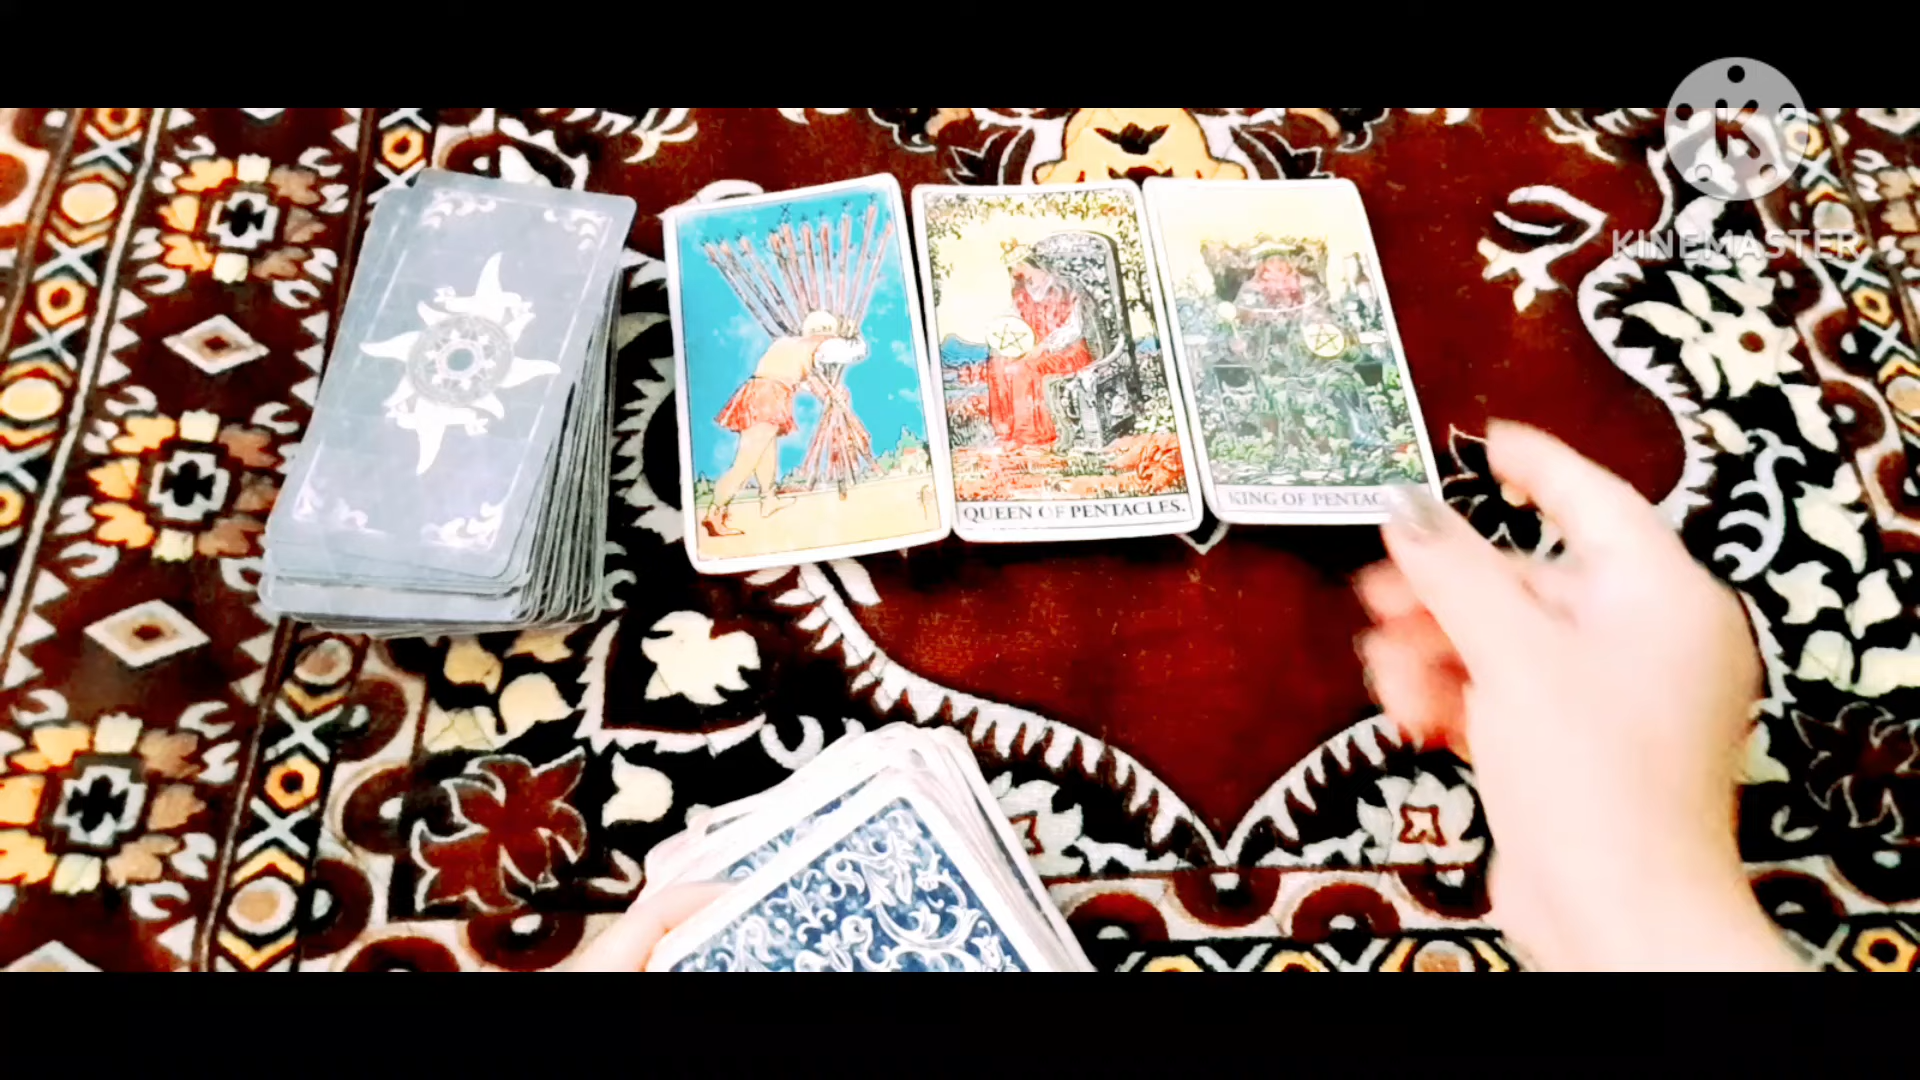 KINEMASTER
QUEEN OF PENTACLES.
KING OF PENTAC